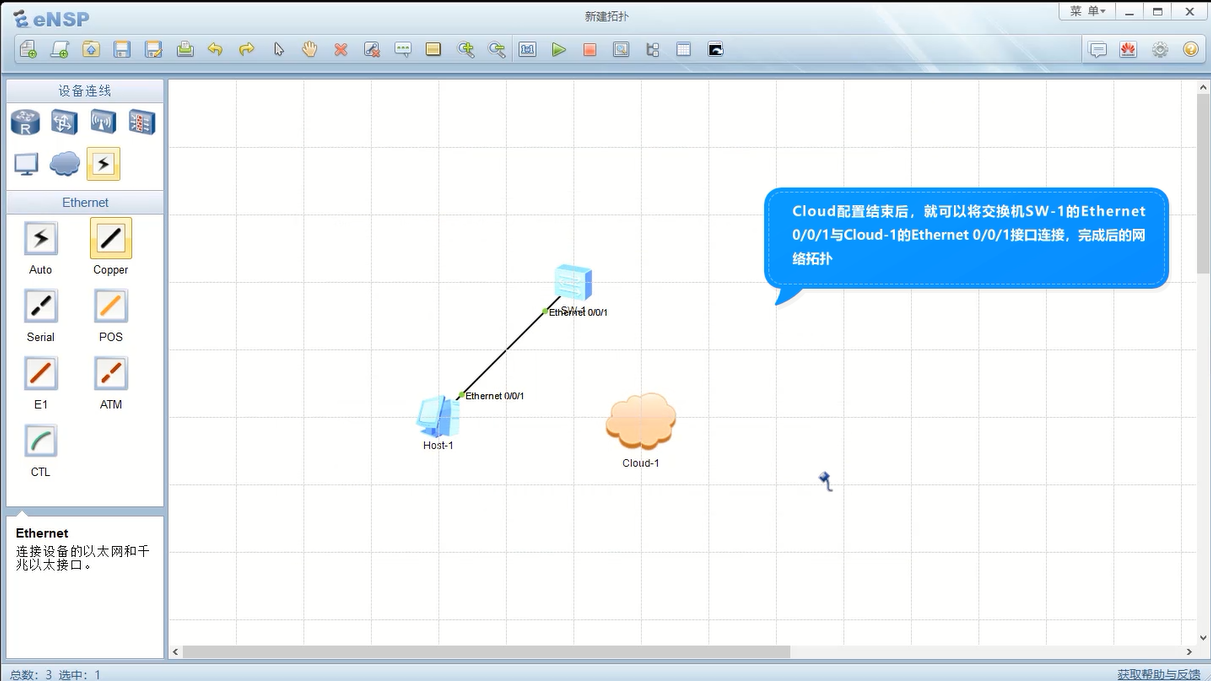 eNSP
新建拓扑
菜 单
设备连线
R
Ethernet
Auto
Copper
Serial
POS
E1
ATM
CTL
Ethernet
连接设备的以太网和千
兆以太接口。
Cloud配置结束后，就可以将交换机SW-1的Ethernet
0/0/1与Cloud-1的Ethernet 0/0/1接口连接，完成后的网
络拓扑
SW-1
Ethernet 0/0/1
Ethernet 0/0/1
Host-1
Cloud-1
总数：3 选中：1
获取帮助与反馈